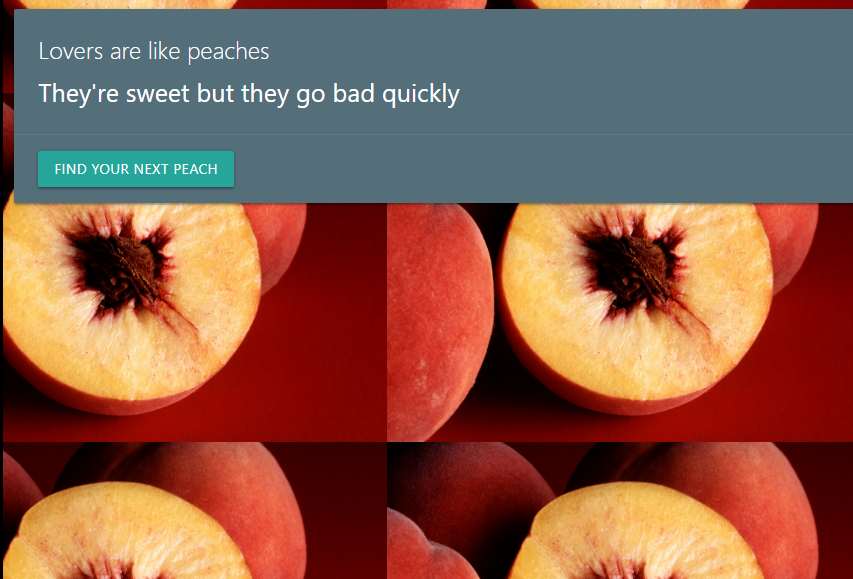 Lovers are like peaches
They're sweet but they go bad quickly
FIND YOUR NEXT PEACH